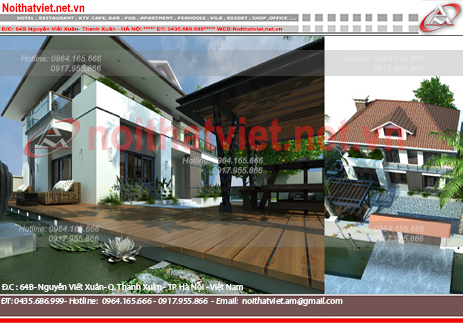 Noithatviet.net.vn
HOTEL , RESTAURANT , KTV,CAFE, BAR , PUB , APARTMENT , PENHOUSE , VILA , RESORT , SHOP ,OFFICE ....
Đ/C: 64B Nguyễn Viết Xuân- Thanh Xuân - HÀ NỘI ***** ĐT: 0435.686.999***** WEB:Noithatviet.net.vn
Hotline: 0964.165.666
0917.955.866
Hotline: 0964.165.666
0917.955.866
noithatviet.net.vn
Hotline: 0964.165.666
0917.955.866
Hotline: 0964.165.666
0917.955.866
Hotline: 0964.165.666
0917.955.866
Đ.C : 64B- Nguyễn Viết Xuân- Q. Thanh Xuân - TP. Hà Nội - Việt Nam
ĐT: 0435.686.999- Hotline: 0964.165.666 - 0917.955.866 - Email: noithatviet.am@gmail.com